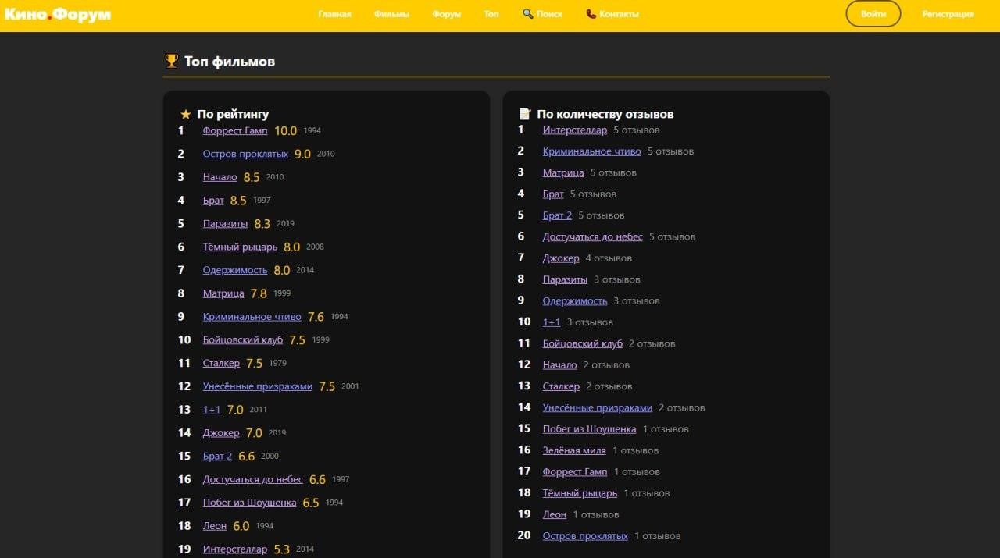 Кино.Форум
Главная
Фильмы
Форум
Топ
Поиск
Контакты
Войти
Регистрация
Топ фильмов
По рейтингу
1 Форрест Гамп 10.0 1994
2 Остров проклятых 9.0 2010
3 Начало 8.5 2010
4 Брат 8.5 1997
5 Паразиты 8.3 2019
6 Тёмный рыцарь 8.0 2008
7 Одержимость 8.0 2014
8 Матрица 7.8 1999
9 Криминальное чтиво 7.6 1994
10 Бойцовский клуб 7.5 1999
11 Сталкер 7.5 1979
12 Унесённые призраками 7.5 2001
13 1+1 7.0 2011
14 Джокер 7.0 2019
15 Брат 2 6.6 2000
16 Достучаться до небес 6.6 1997
17 Побег из Шоушенка 6.5 1994
18 Леон 6.0 1994
19 Интерстеллар 5.3 2014
По количеству отзывов
1 Интерстеллар 5 отзывов
2 Криминальное чтиво 5 отзывов
3 Матрица 5 отзывов
4 Брат 5 отзывов
5 Брат 2 5 отзывов
6 Достучаться до небес 5 отзывов
7 Джокер 4 отзывов
8 Паразиты 3 отзывов
9 Одержимость 3 отзывов
10 1+1 3 отзывов
11 Бойцовский клуб 2 отзывов
12 Начало 2 отзывов
13 Сталкер 2 отзывов
14 Унесённые призраками 2 отзывов
15 Побег из Шоушенка 1 отзывов
16 Зелёная миля 1 отзывов
17 Форрест Гамп 1 отзывов
18 Тёмный рыцарь 1 отзывов
19 Леон 1 отзывов
20 Остров проклятых 1 отзывов